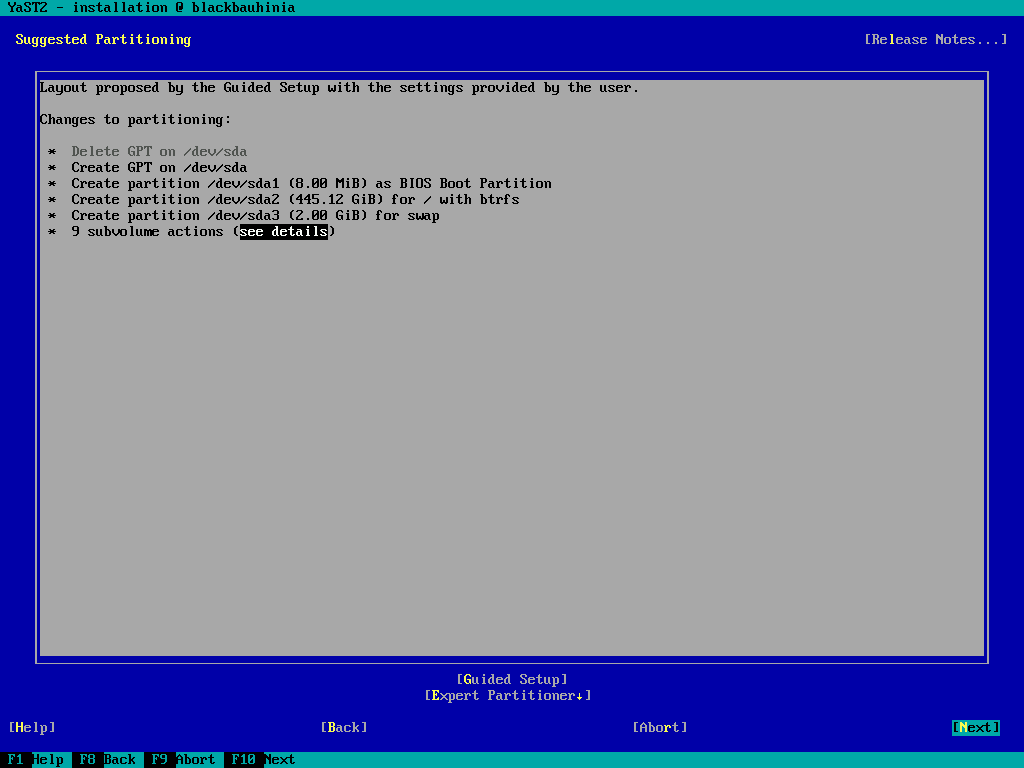 YaST2 - installation @ blackbauhinia
Suggested Partitioning [Release Notes...]
Layout proposed by the Guided Setup with the settings provided by the user.
Changes to partitioning:
* Delete GPT on /dev/sda
* Create GPT on /dev/sda
* Create partition /dev/sda1 (8.00 MiB) as BIOS Boot Partition
* Create partition /dev/sda2 (445.12 GiB) for / with btrfs
* Create partition /dev/sda3 (2.00 GiB) for swap
* 9 subvolume actions (see details)
[Guided Setup]
[Expert Partitioner↓]
[Help] [Back] [Abort] [Next]
F1 Help F8 Back F9 Abort F10 Next